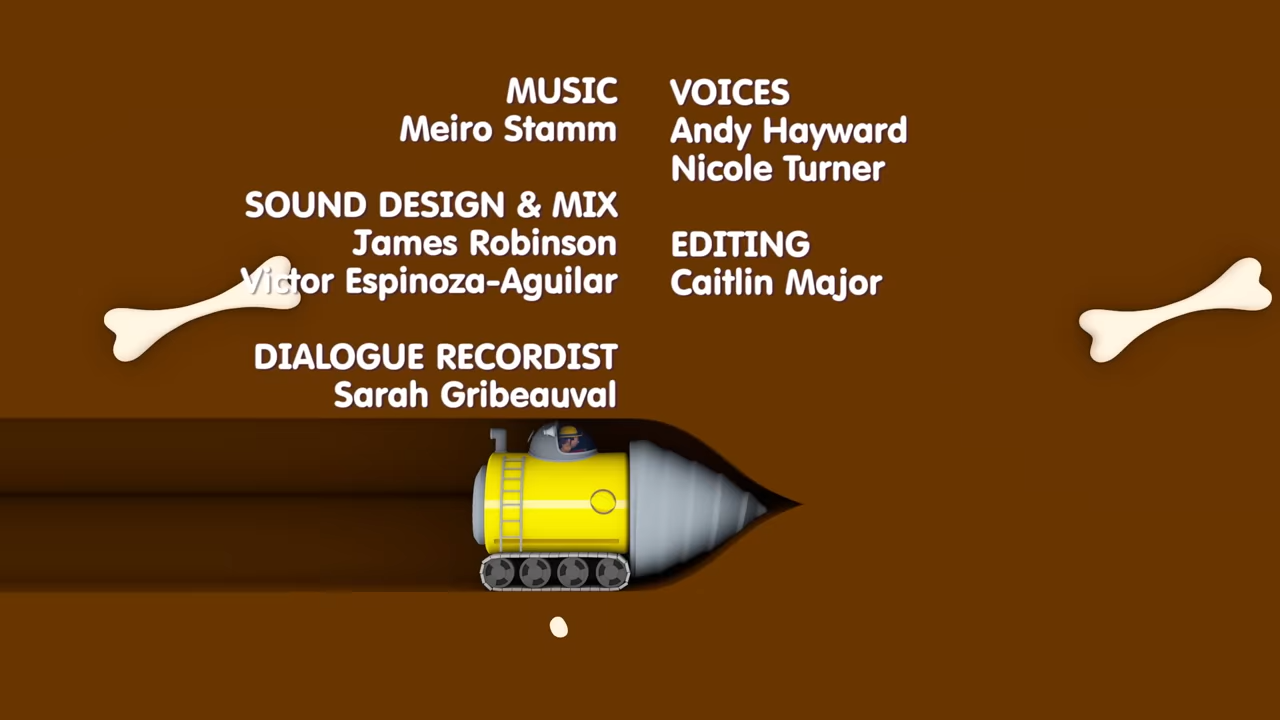 MUSIC
Meiro Stamm
SOUND DESIGN & MIX
James Robinson
Victor Espinoza-Aguilar
DIALOGUE RECORDIST
Sarah Gribeauval
VOICES
Andy Hayward
Nicole Turner
EDITING
Caitlin Major